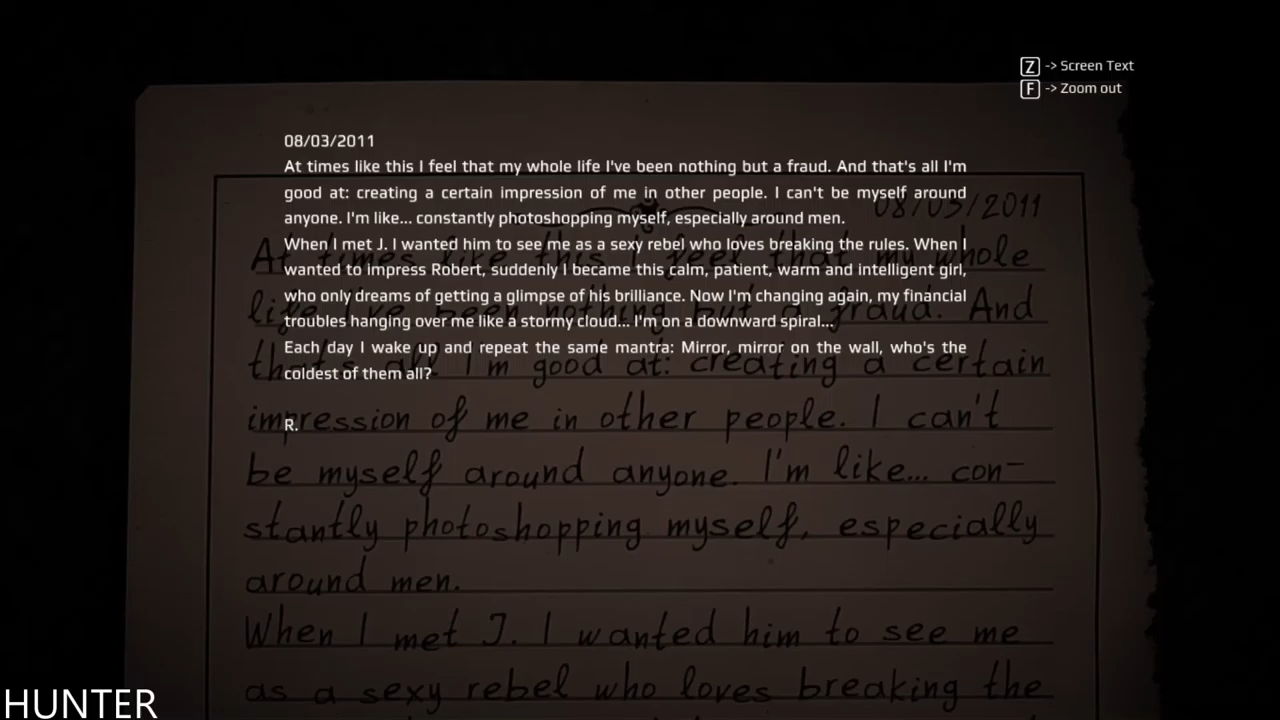 Z -> Screen Text
F -> Zoom out
08/03/2011
At times like this I feel that my whole life I've been nothing but a fraud. And that's all I'm
good at: creating a certain impression of me in other people. I can't be myself around
anyone. I'm like... constantly photoshopping myself, especially around men.
When I met J. I wanted him to see me as a sexy rebel who loves breaking the rules. When I
wanted to impress Robert, suddenly I became this calm, patient, warm and intelligent girl,
who only dreams of getting a glimpse of his brilliance. Now I'm changing again, my financial
troubles hanging over me like a stormy cloud... I'm on a downward spiral...
Each day I wake up and repeat the same mantra: Mirror, mirror on the wall, who's the
coldest of them all?
R.
08/03/2011
At times like this I feel that my whole
life I've been nothing but a fraud. And
that's all I'm good at: creating a certain
impression of me in other people. I can't
be myself around anyone. I'm like... con-
stantly photoshopping myself, especially
around men.
When I met J. I wanted him to see me
as a sexy rebel who loves breaking the
HUNTER